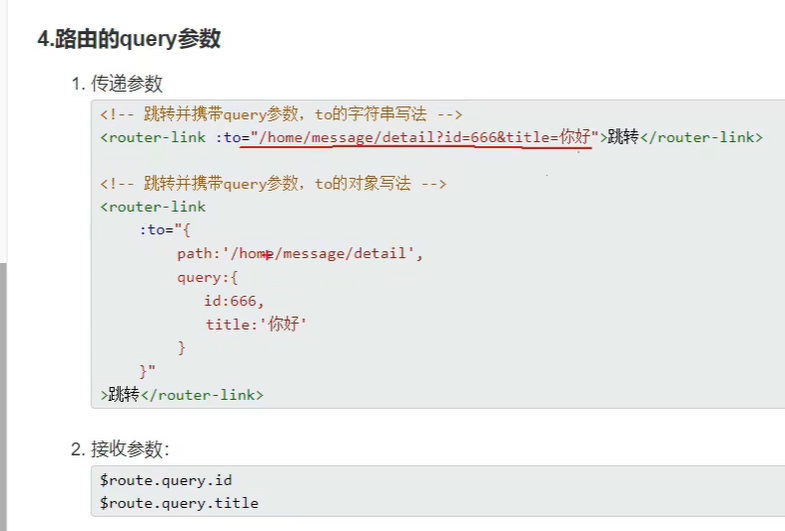 4.路由的query参数
1. 传递参数
<!-- 跳转并携带query参数，to的字符串写法 -->
<router-link :to="/home/message/detail?id=666&title=你好">跳转</router-link>
<!-- 跳转并携带query参数，to的对象写法 -->
<router-link
:to="{
path:'/home/message/detail',
query:{
id:666,
title:'你好'
}
}"
>跳转</router-link>
2. 接收参数：
$route.query.id
$route.query.title